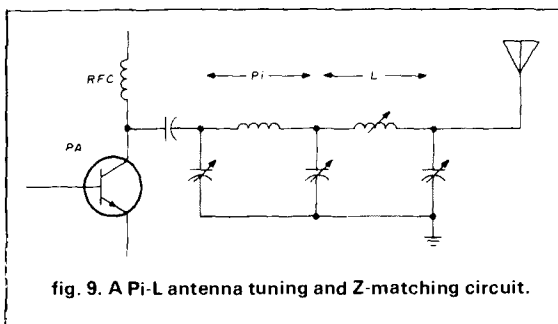 RFC
Pi
L
PA
fig. 9. A Pi-L antenna tuning and Z-matching circuit.